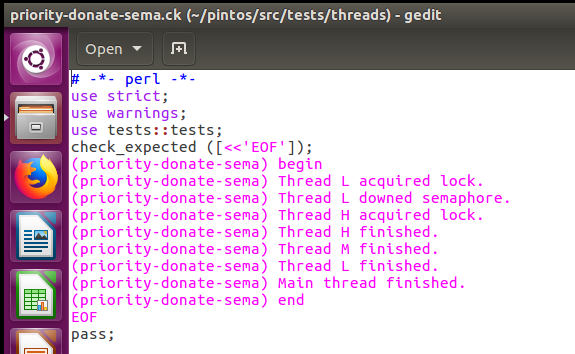 priority-donate-sema.ck (~/pintos/src/tests/threads) - gedit
Open
# -*- perl -*-
use strict;
use warnings;
use tests::tests;
check_expected ([<<'EOF']);
(priority-donate-sema) begin
(priority-donate-sema) Thread L acquired lock.
(priority-donate-sema) Thread L downed semaphore.
(priority-donate-sema) Thread H acquired lock.
(priority-donate-sema) Thread H finished.
(priority-donate-sema) Thread M finished.
(priority-donate-sema) Thread L finished.
(priority-donate-sema) Main thread finished.
(priority-donate-sema) end
EOF
pass;